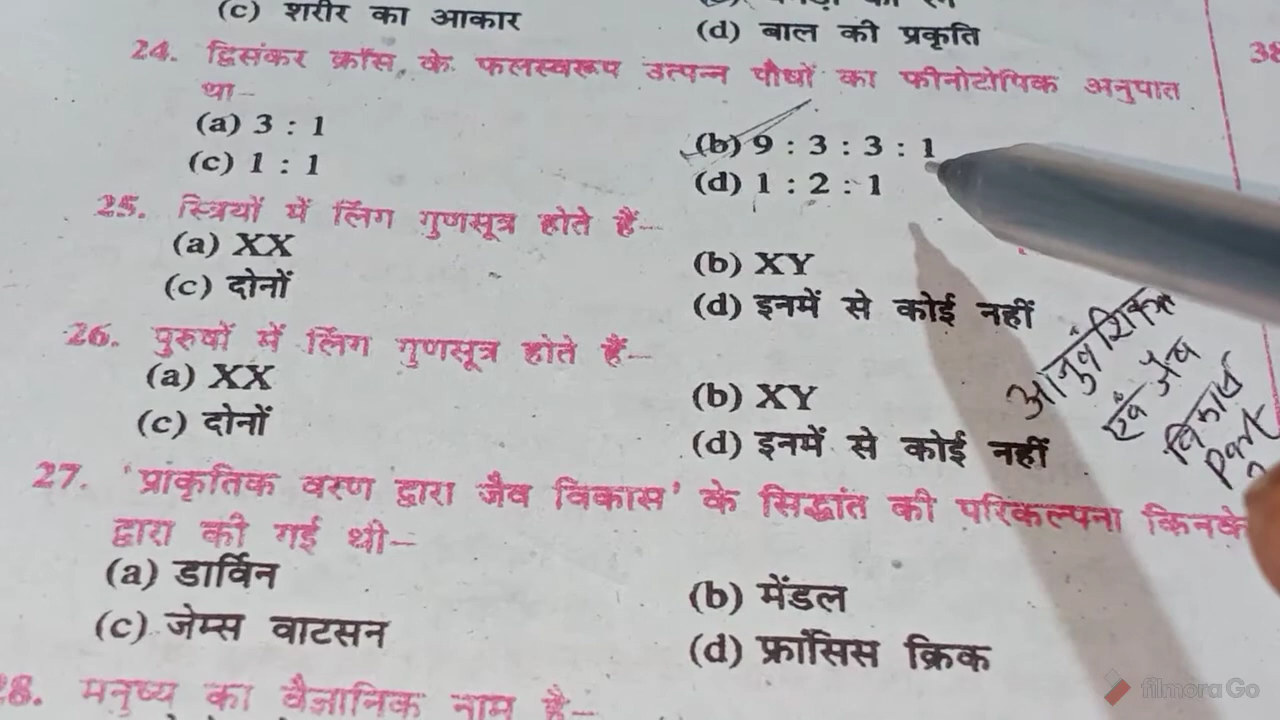 (c) शरीर का आकार
(d) बाल की प्रकृति
24. द्विसंकर क्रॉस के फलस्वरूप उत्पन्न पौधों का फीनोटोपिक अनुपात
था–
(a) 3 : 1
(b) 9 : 3 : 3 : 1
(c) 1 : 1
(d) 1 : 2 : 1
25. स्त्रियों में लिंग गुणसूत्र होते हैं–
(a) XX
(b) XY
(c) दोनों
(d) इनमें से कोई नहीं
26. पुरुषों में लिंग गुणसूत्र होते हैं–
(a) XX
(b) XY
(c) दोनों
(d) इनमें से कोई नहीं
27. 'प्राकृतिक वरण द्वारा जैव विकास' के सिद्धांत की परिकल्पना किनके
द्वारा की गई थी–
(a) डार्विन
(b) मेंडल
(c) जेम्स वाटसन
(d) फ्रांसिस क्रिक
28. मनुष्य का वैज्ञानिक नाम है–
38
एवं जैव
Part
filmora Go